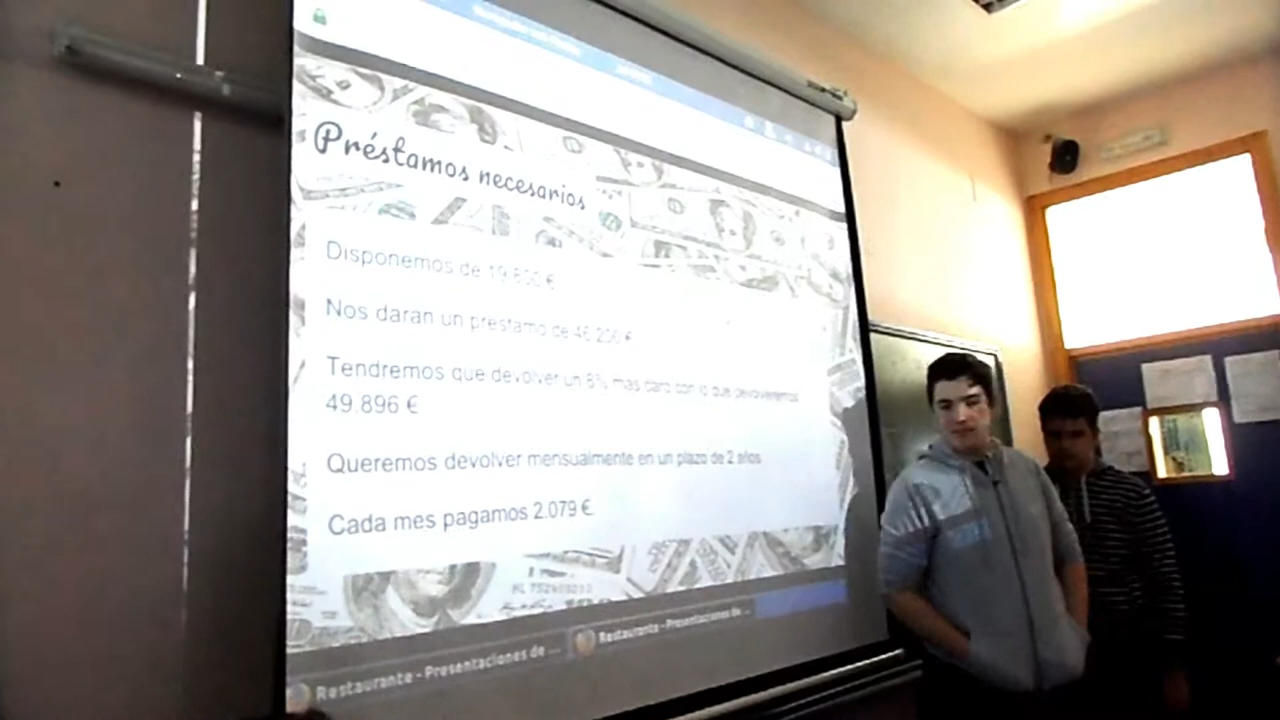 Préstamos necesarios
Disponemos de 19.800 €
Nos daran un prestamo de 46.200 €
Tendremos que devolver un 8% mas caro con lo que devolveremos
49.896 €
Queremos devolver mensualmente en un plazo de 2 años
Cada mes pagamos 2.079 €
Restaurante - Presentaciones de ...
Restaurante - Presentaciones de ...